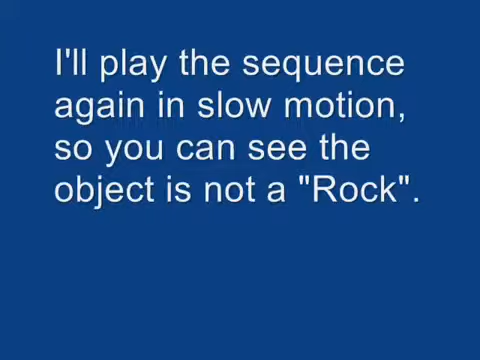 I'll play the sequence
again in slow motion,
so you can see the
object is not a "Rock".